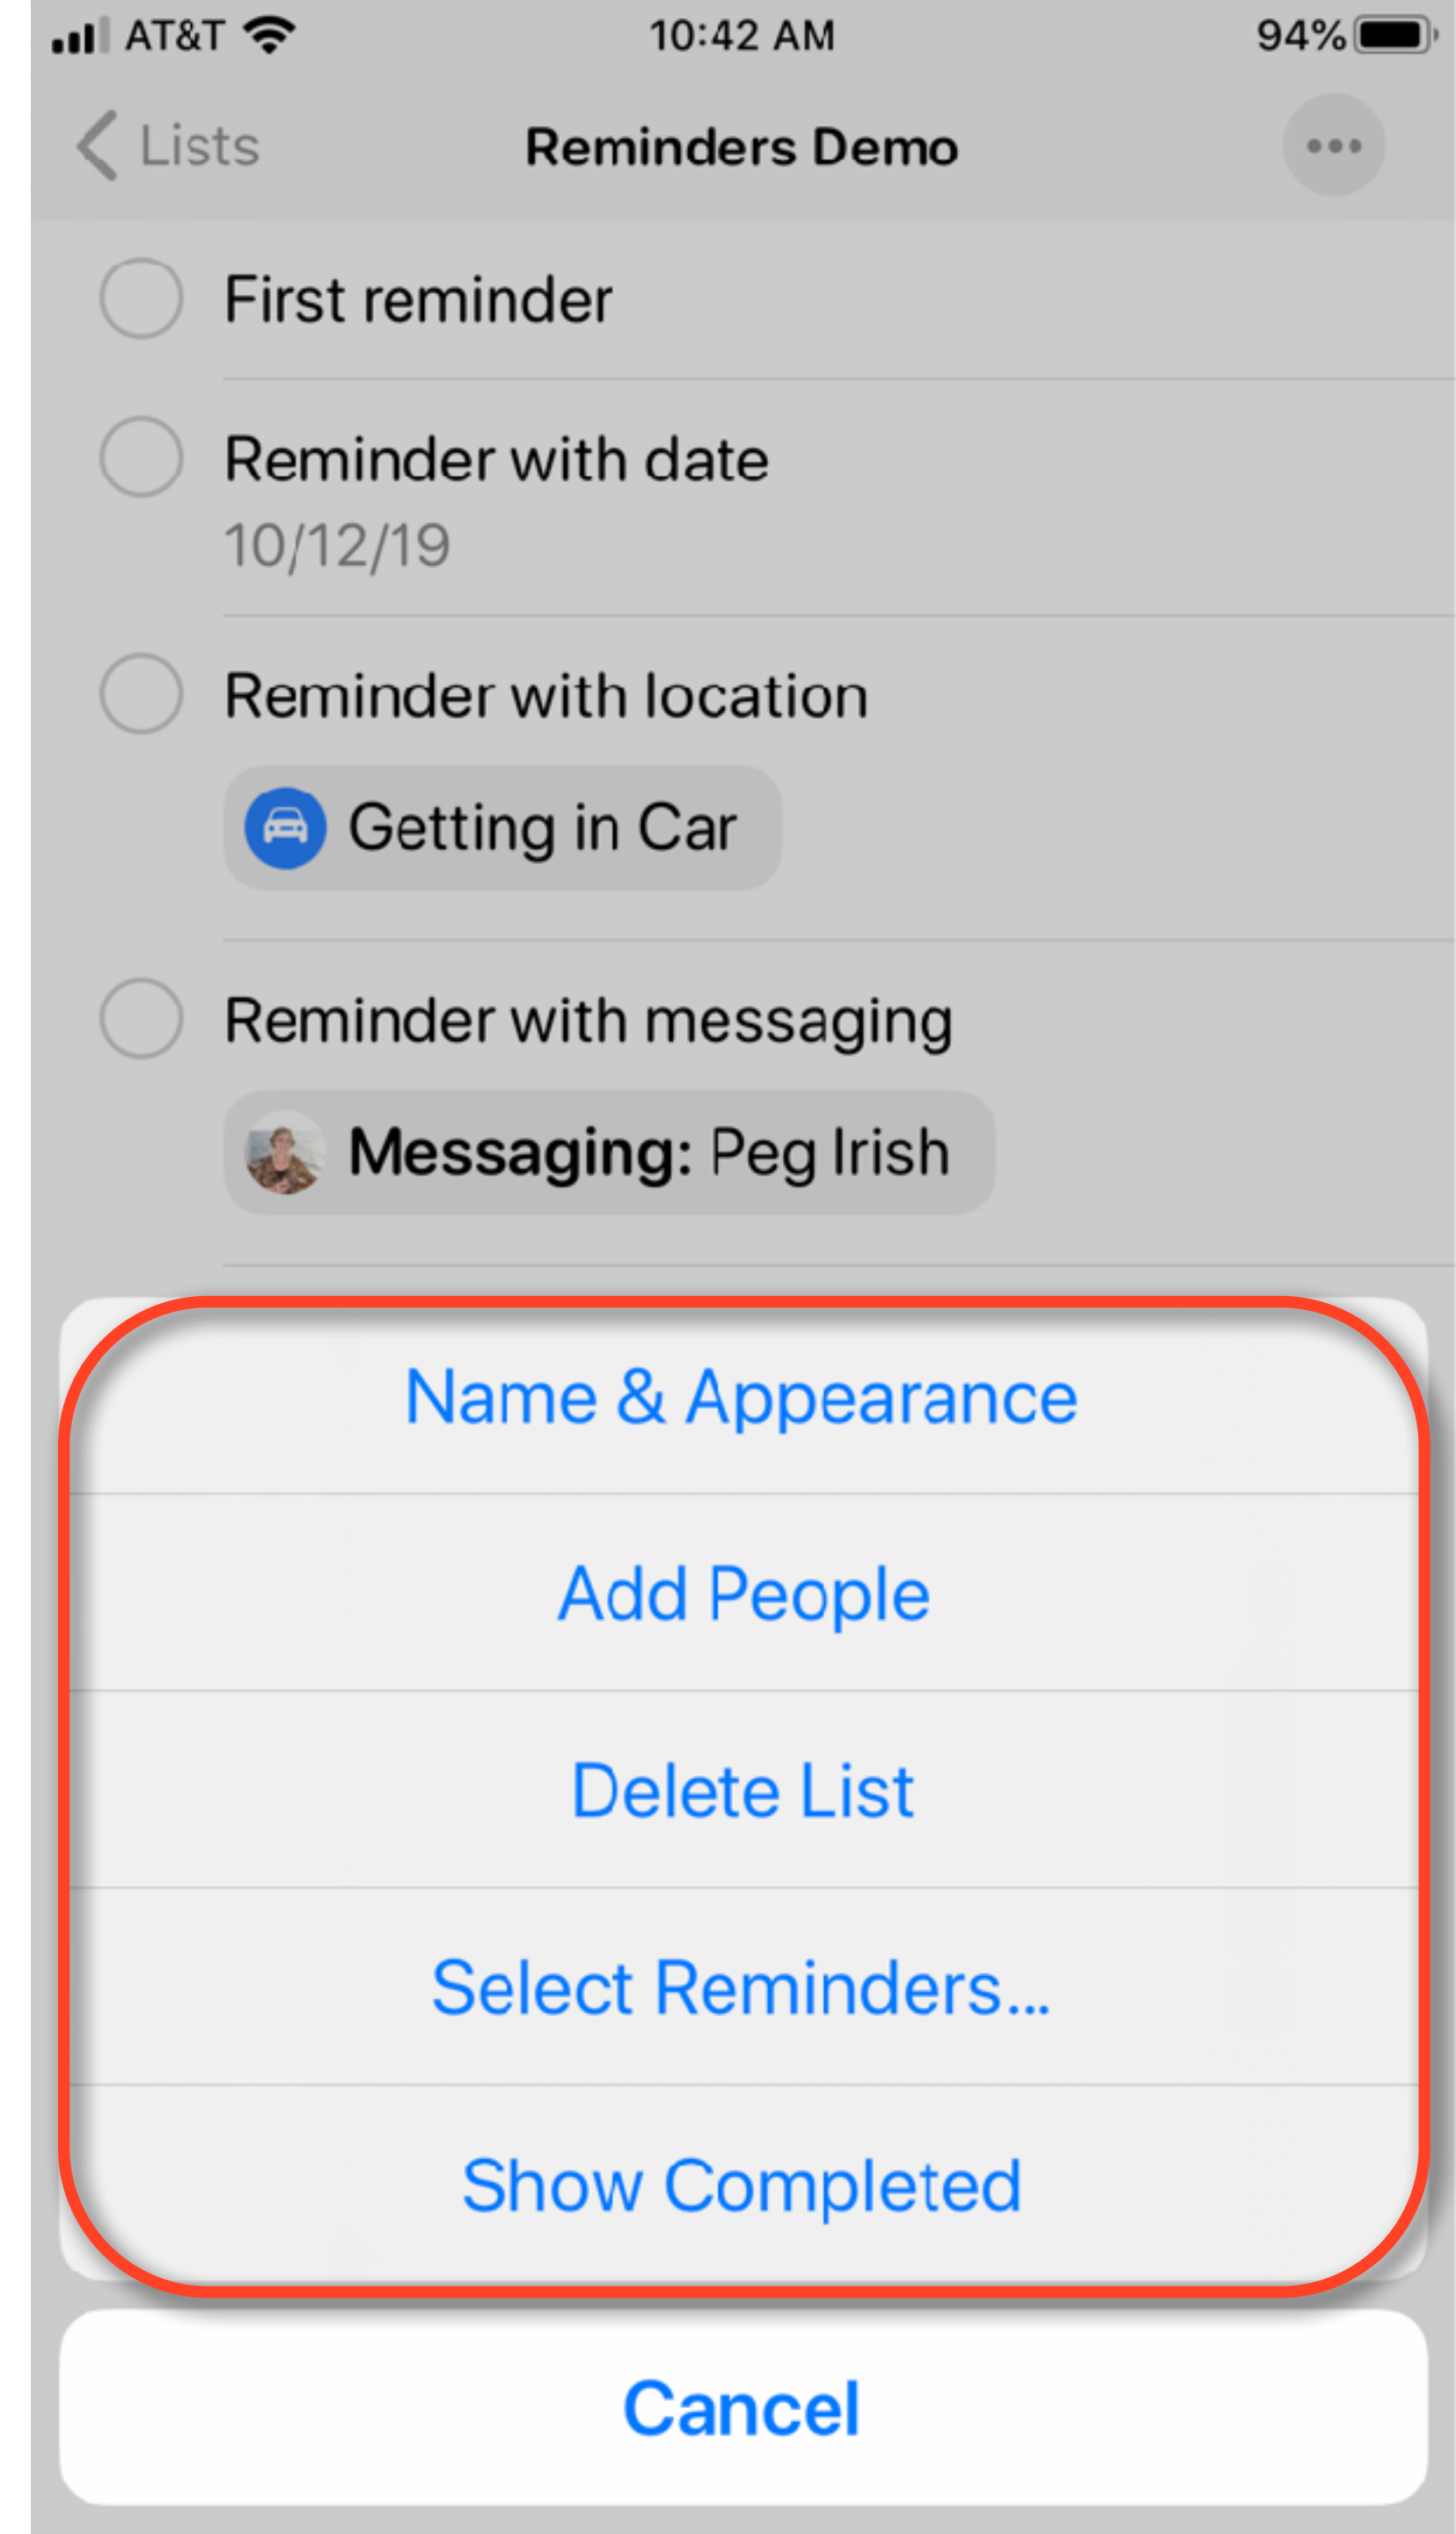 AT&T 10:42 AM 94%
Lists Reminders Demo
First reminder
Reminder with date
10/12/19
Reminder with location
Getting in Car
Reminder with messaging
Messaging: Peg Irish
Name & Appearance
Add People
Delete List
Select Reminders...
Show Completed
Cancel